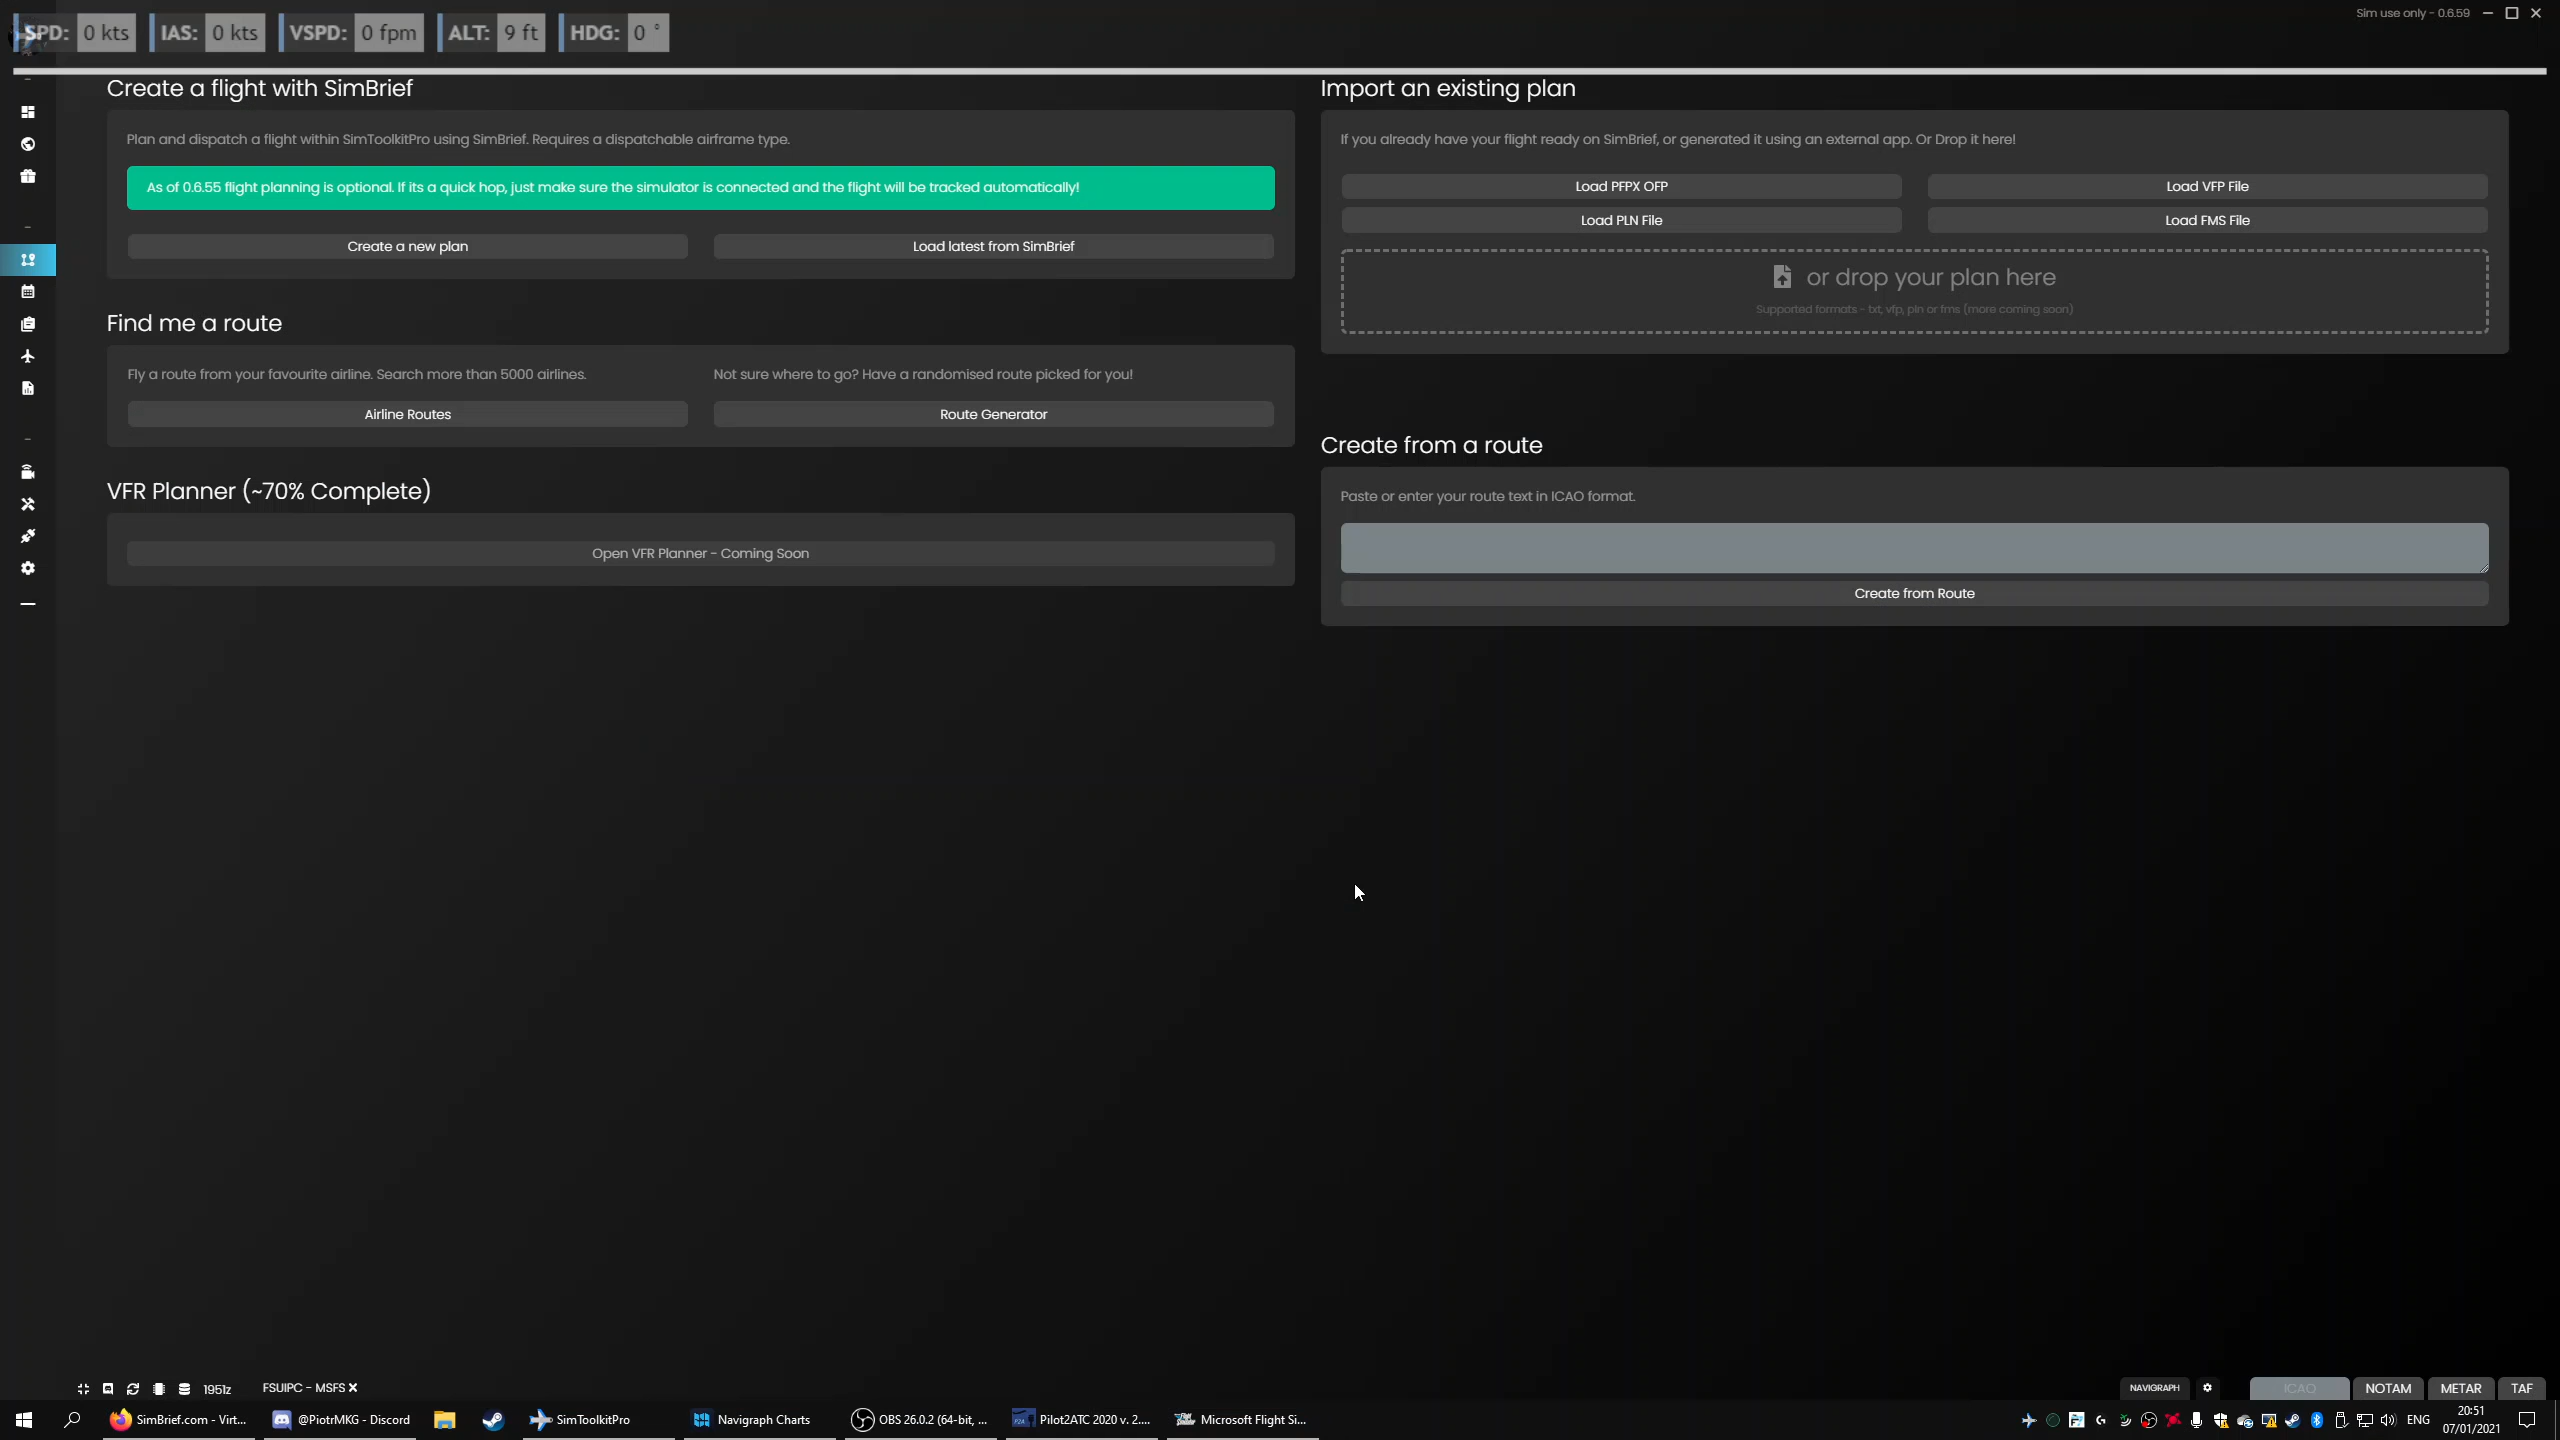 SPD: 0 kts IAS: 0 kts VSPD: 0 fpm ALT: 9 ft HDG: 0 °
Sim use only - 0.6.59
Create a flight with SimBrief
Plan and dispatch a flight within SimToolkitPro using SimBrief. Requires a dispatchable airframe type.
As of 0.6.55 flight planning is optional. If its a quick hop, just make sure the simulator is connected and the flight will be tracked automatically!
Create a new plan
Load latest from SimBrief
Find me a route
Fly a route from your favourite airline. Search more than 5000 airlines.
Airline Routes
Not sure where to go? Have a randomised route picked for you!
Route Generator
VFR Planner (~70% Complete)
Open VFR Planner - Coming Soon
Import an existing plan
If you already have your flight ready on SimBrief, or generated it using an external app. Or Drop it here!
Load PFPX OFP
Load VFP File
Load PLN File
Load FMS File
or drop your plan here
Supported formats - txt, vfp, pln or fms (more coming soon)
Create from a route
Paste or enter your route text in ICAO format.
Create from Route
1951z
FSUIPC - MSFS
NAVIGRAPH
ICAO
NOTAM
METAR
TAF
SimBrief.com - Virt...
@PiotrMKG - Discord
SimToolkitPro
Navigraph Charts
OBS 26.0.2 (64-bit, ...
Pilot2ATC 2020 v. 2....
Microsoft Flight Si...
ENG
20:51
07/01/2021